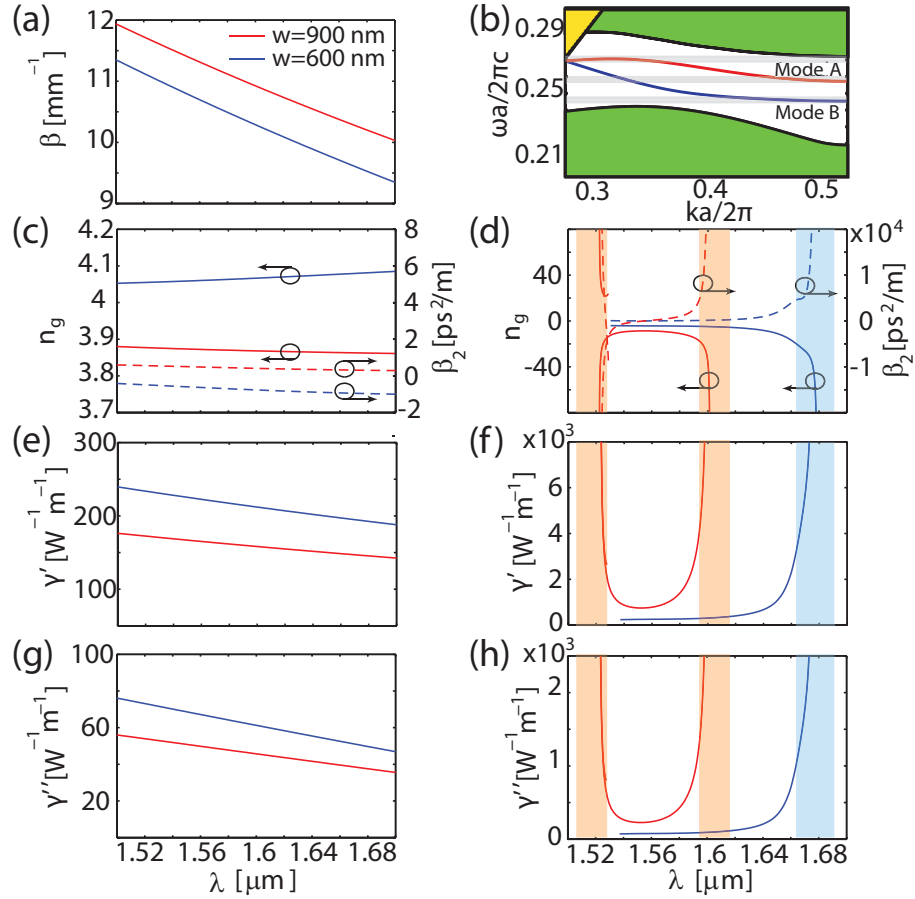 (a)
12
11
10
9
β [mm⁻¹]
w=900 nm
w=600 nm
(b)
0.29
0.25
0.21
ωa/2πc
Mode A
Mode B
0.3
0.4
0.5
ka/2π
(c)
4.2
4.1
4
3.9
3.8
3.7
n_g
8
6
4
2
0
-2
β₂ [ps²/m]
(d)
40
0
-40
n_g
x10⁴
1
0
-1
β₂ [ps²/m]
(e)
300
200
100
γ' [W⁻¹m⁻¹]
(f)
x10³
6
4
2
0
γ' [W⁻¹m⁻¹]
(g)
100
60
20
γ'' [W⁻¹m⁻¹]
1.52
1.56
1.6
1.64
1.68
λ [μm]
(h)
x10³
2
1
0
γ'' [W⁻¹m⁻¹]
1.52
1.56
1.6
1.64
1.68
λ [μm]